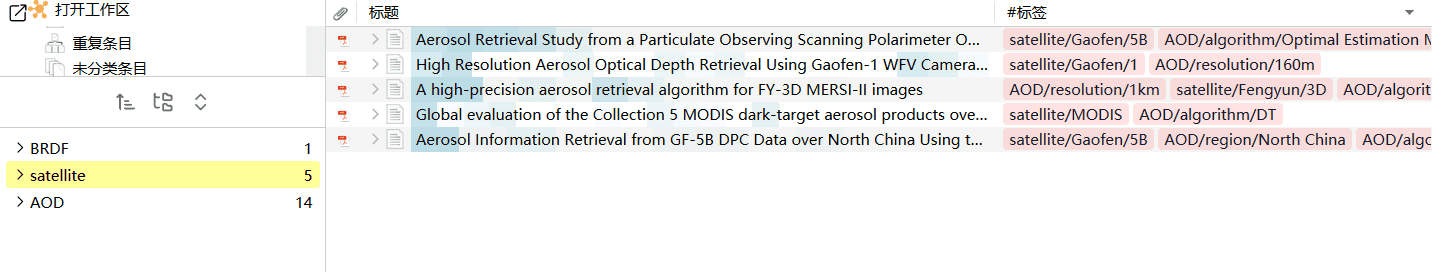 打开工作区
重复条目
未分类条目
BRDF 1
satellite 5
AOD 14
标题 #标签
Aerosol Retrieval Study from a Particulate Observing Scanning Polarimeter O... satellite/Gaofen/5B AOD/algorithm/Optimal Estimation M
High Resolution Aerosol Optical Depth Retrieval Using Gaofen-1 WFV Camera... satellite/Gaofen/1 AOD/resolution/160m
A high-precision aerosol retrieval algorithm for FY-3D MERSI-II images AOD/resolution/1km satellite/Fengyun/3D AOD/algorit
Global evaluation of the Collection 5 MODIS dark-target aerosol products ove... satellite/MODIS AOD/algorithm/DT
Aerosol Information Retrieval from GF-5B DPC Data over North China Using t... satellite/Gaofen/5B AOD/region/North China AOD/algo